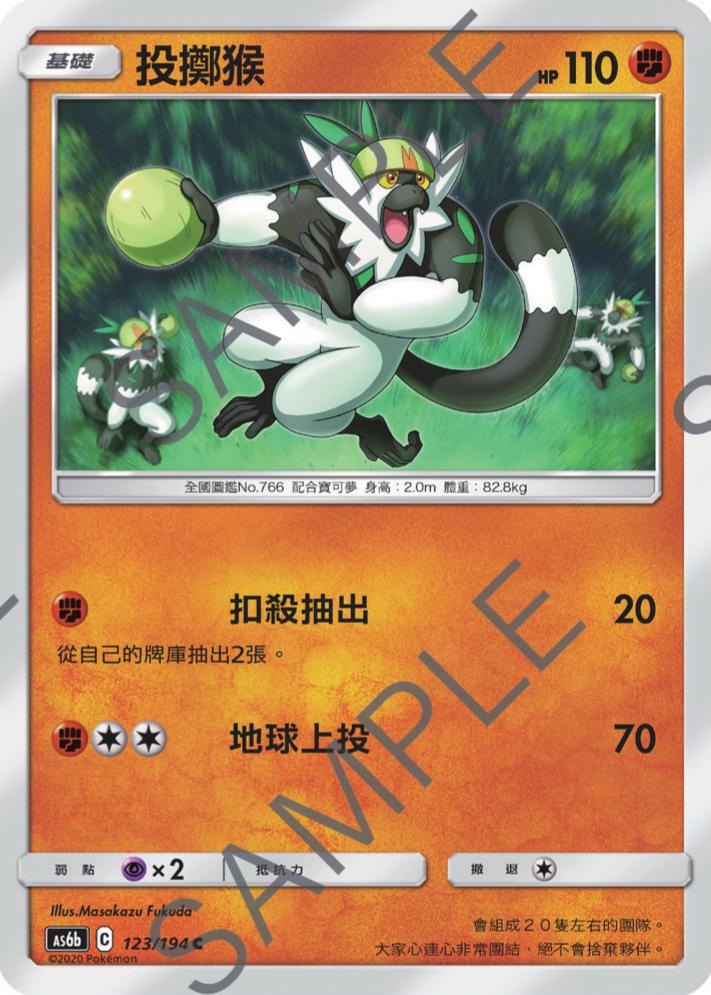 基礎
投擲猴
HP 110
全國圖鑑No.766 配合寶可夢 身高：2.0m 體重：82.8kg
扣殺抽出 20
從自己的牌庫抽出2張。
地球上投 70
弱點 ×2 抵抗力 撤退
Illus.Masakazu Fukuda
AS6b C 123/194 C
©2020 Pokémon
會組成２０隻左右的團隊。
大家心連心非常團結，絕不會捨棄夥伴。
SAMPLE
SAMPLE